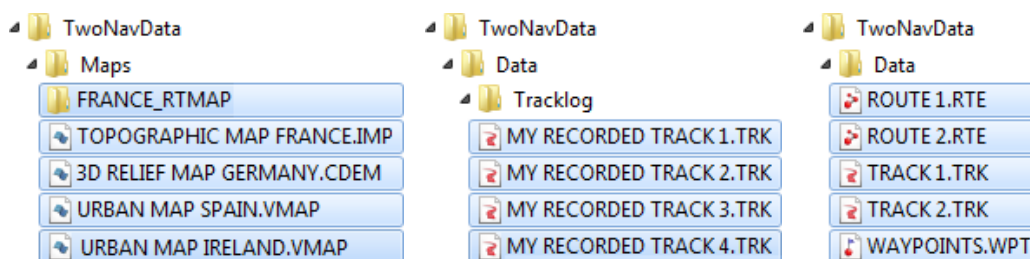 TwoNavData
Maps
FRANCE_RTMAP
TOPOGRAPHIC MAP FRANCE.IMP
3D RELIEF MAP GERMANY.CDEM
URBAN MAP SPAIN.VMAP
URBAN MAP IRELAND.VMAP
TwoNavData
Data
Tracklog
MY RECORDED TRACK 1.TRK
MY RECORDED TRACK 2.TRK
MY RECORDED TRACK 3.TRK
MY RECORDED TRACK 4.TRK
TwoNavData
Data
ROUTE 1.RTE
ROUTE 2.RTE
TRACK 1.TRK
TRACK 2.TRK
WAYPOINTS.WPT